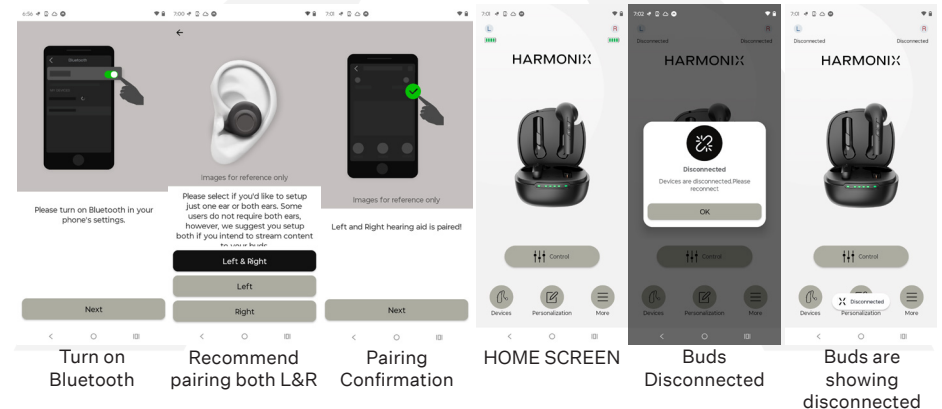 6:56
Bluetooth
Please turn on Bluetooth in your
phone's settings.
Next
Turn on
Bluetooth
7:00
Images for reference only
Please select if you'd like to setup
just one ear or both ears. Some
users do not require both ears,
however, we suggest you setup
both if you intend to stream content
to your buds
Left & Right
Left
Right
Recommend
pairing both L&R
7:01
Images for reference only
Left and Right hearing aid is paired!
Next
Pairing
Confirmation
7:01
L
R
HARMONIX
Control
Devices
Personalization
More
HOME SCREEN
7:02
L
R
Disconnected
Disconnected
HARMONIX
Disconnected
Devices are disconnected.Please
reconnect
OK
Control
Devices
Personalization
More
Buds
Disconnected
7:01
L
R
Disconnected
Disconnected
HARMONIX
Control
Disconnected
Devices
Personalization
More
Buds are
showing
disconnected